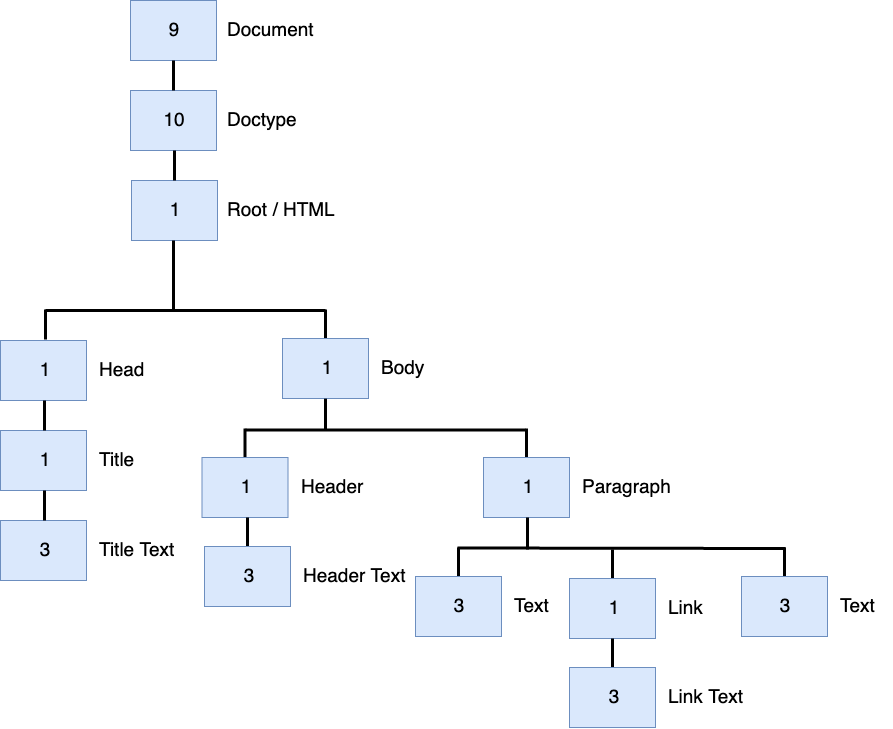 9 Document
10 Doctype
1 Root / HTML
1 Head
1 Body
1 Title
1 Header
1 Paragraph
3 Title Text
3 Header Text
3 Text
1 Link
3 Text
3 Link Text